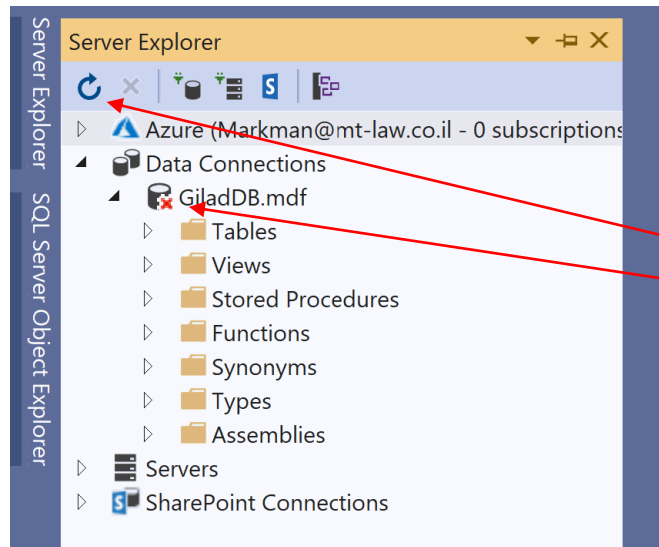 Server Explorer
SQL Server Object Explorer
Server Explorer
Azure (Markman@mt-law.co.il - 0 subscriptions
Data Connections
GiladDB.mdf
Tables
Views
Stored Procedures
Functions
Synonyms
Types
Assemblies
Servers
SharePoint Connections